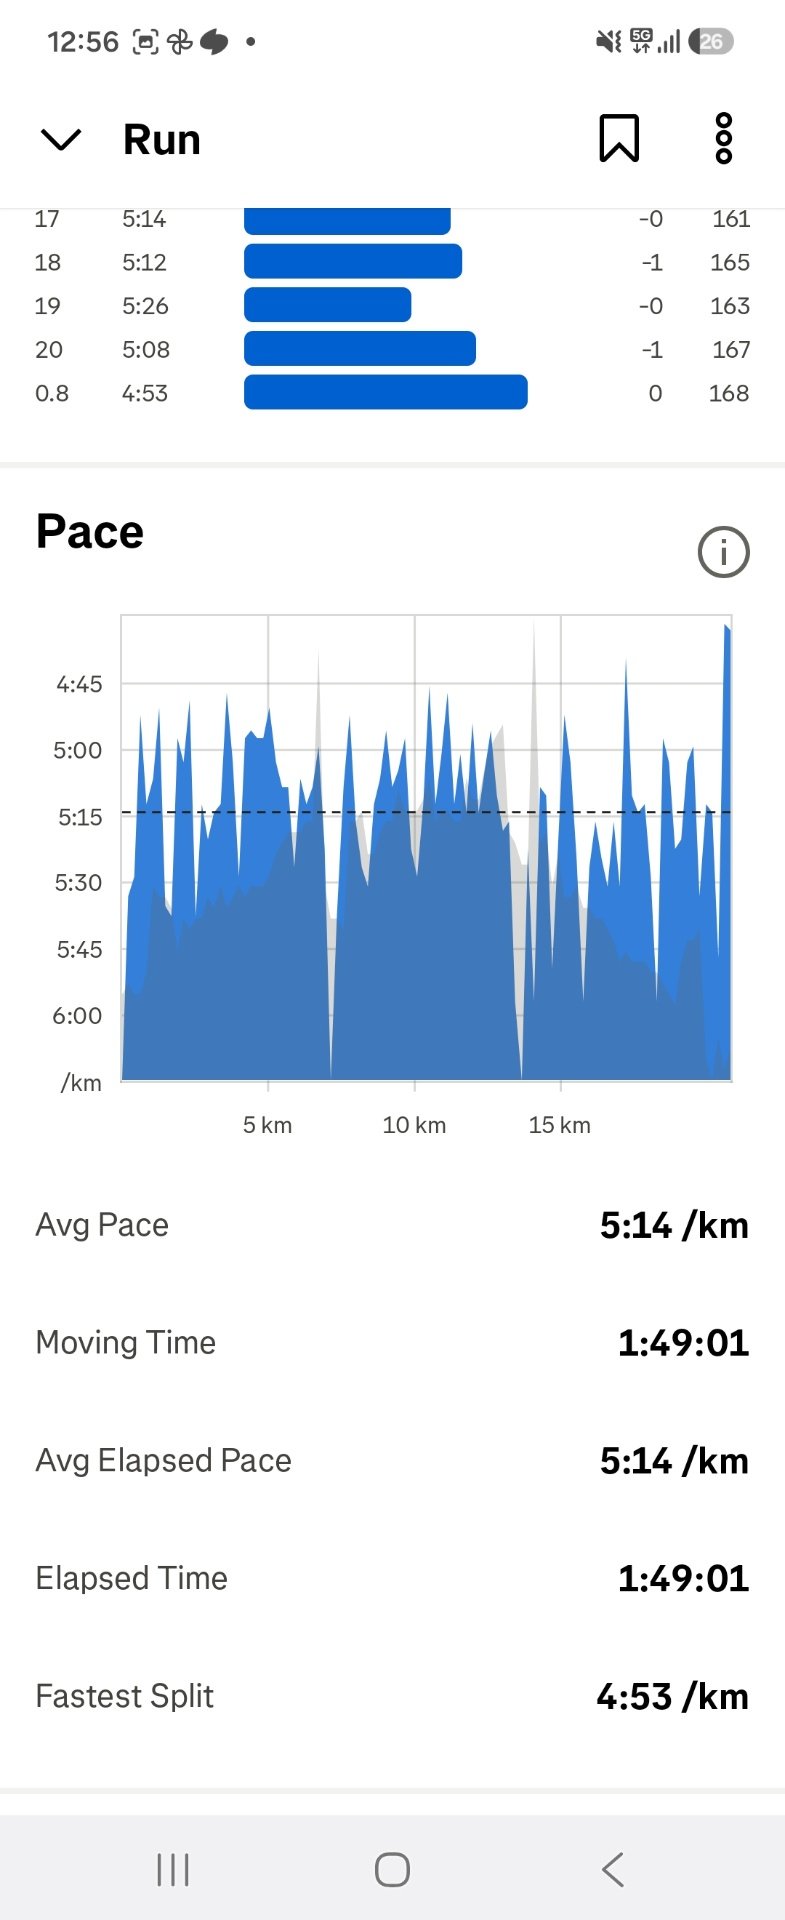 12:56 5G 26
Run
17 5:14 -0 161
18 5:12 -1 165
19 5:26 -0 163
20 5:08 -1 167
0.8 4:53 0 168
Pace
i
4:45
5:00
5:15
5:30
5:45
6:00
/km
5 km 10 km 15 km
Avg Pace 5:14 /km
Moving Time 1:49:01
Avg Elapsed Pace 5:14 /km
Elapsed Time 1:49:01
Fastest Split 4:53 /km